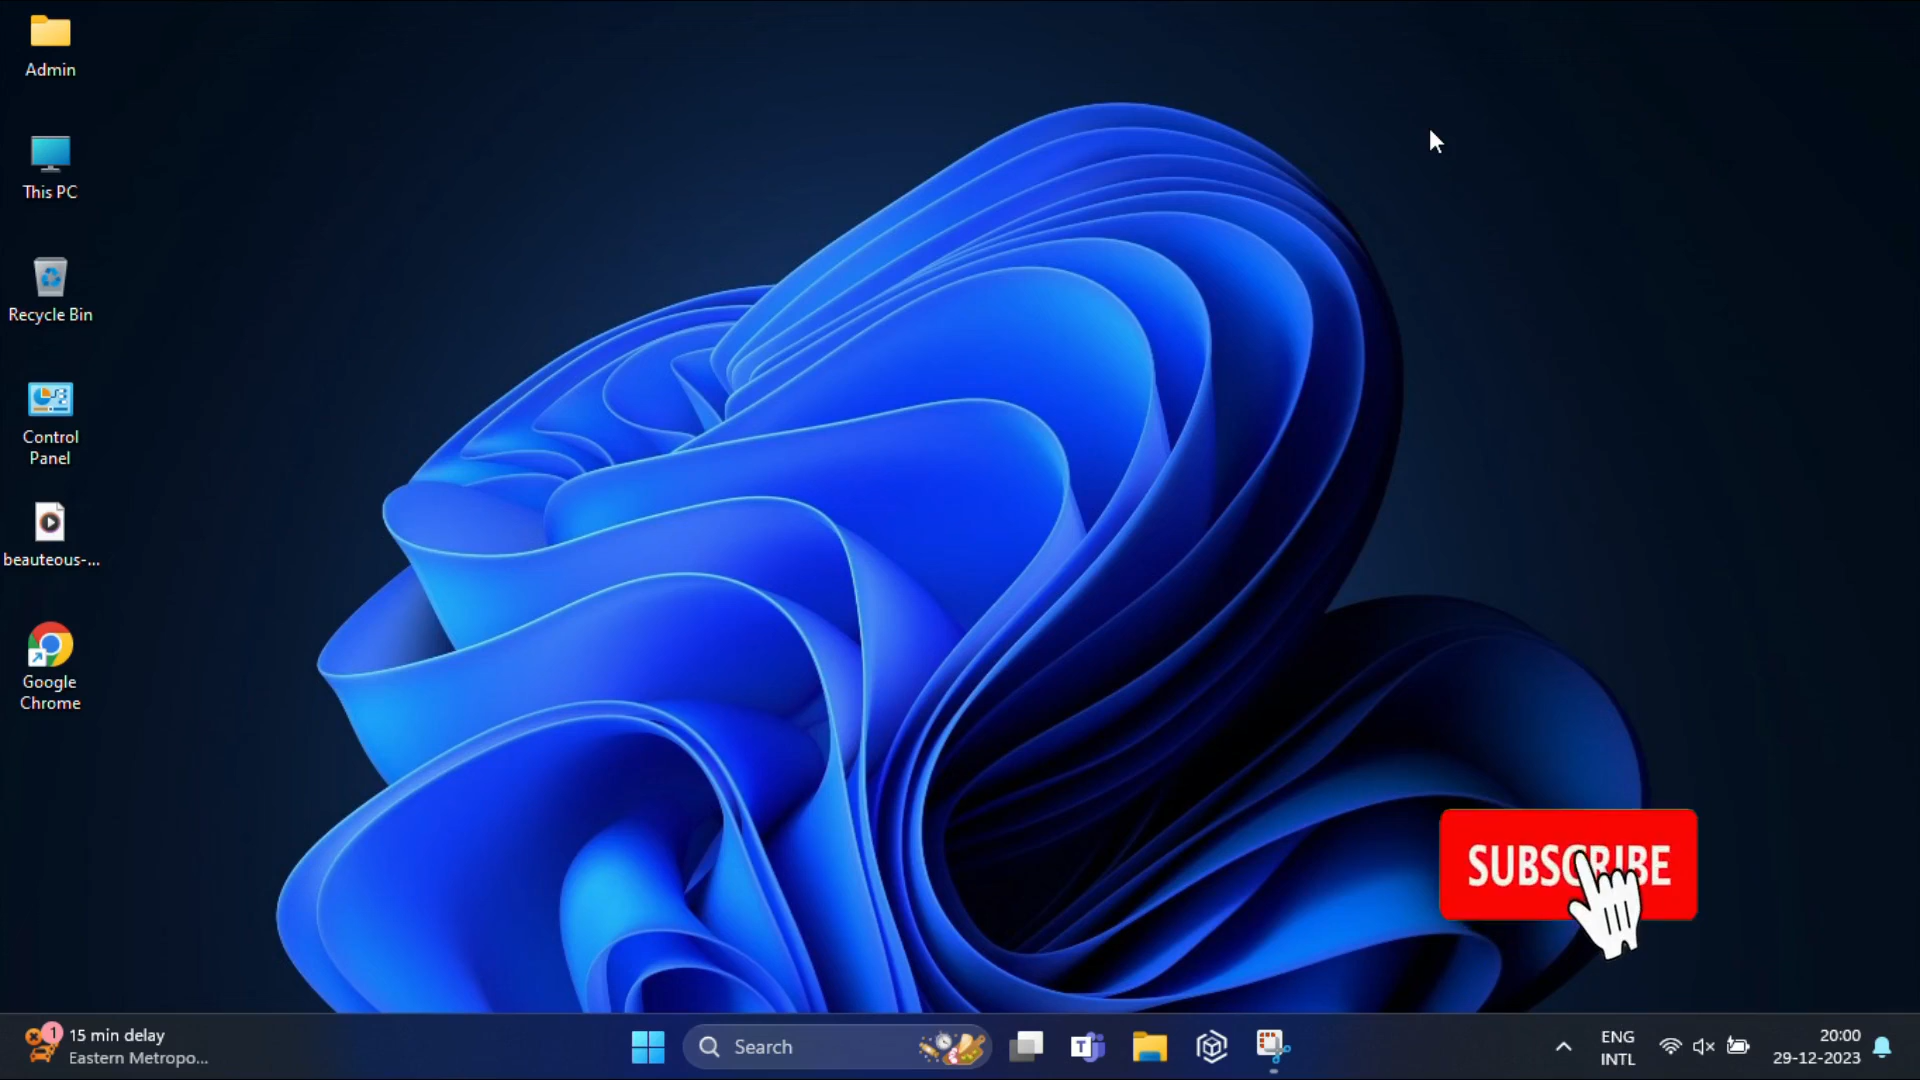 Admin
This PC
Recycle Bin
Control
Panel
beauteous-...
Google
Chrome
SUBSCRIBE
1
15 min delay
Eastern Metropo...
Search
T
ENG
INTL
20:00
29-12-2023